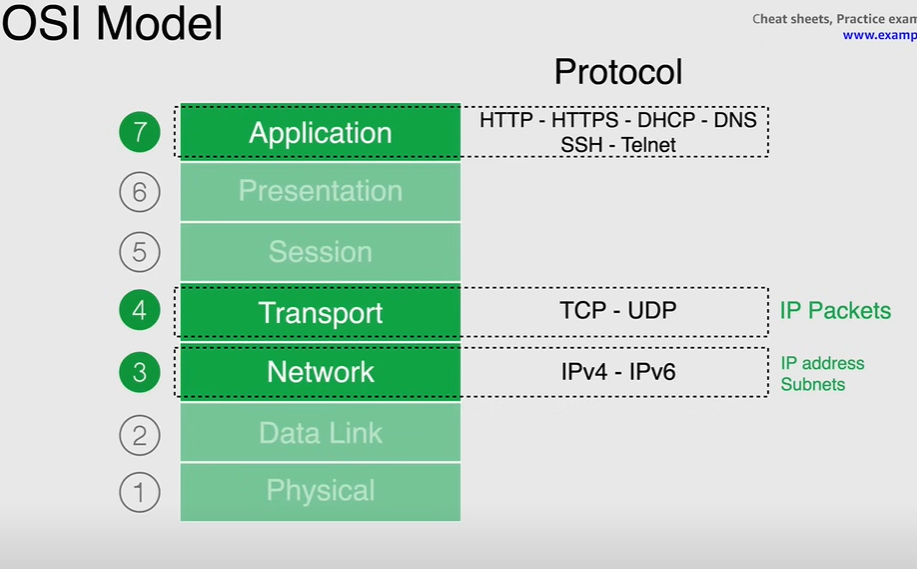 OSI Model
Cheat sheets, Practice exam
www.examp
Protocol
7 Application HTTP - HTTPS - DHCP - DNS
SSH - Telnet
6 Presentation
5 Session
4 Transport TCP - UDP IP Packets
3 Network IPv4 - IPv6 IP address
Subnets
2 Data Link
1 Physical